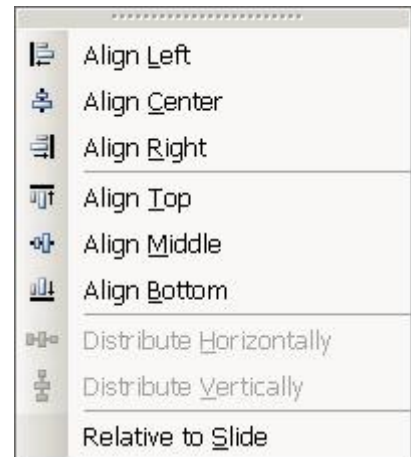 Align Left
Align Center
Align Right
Align Top
Align Middle
Align Bottom
Distribute Horizontally
Distribute Vertically
Relative to Slide